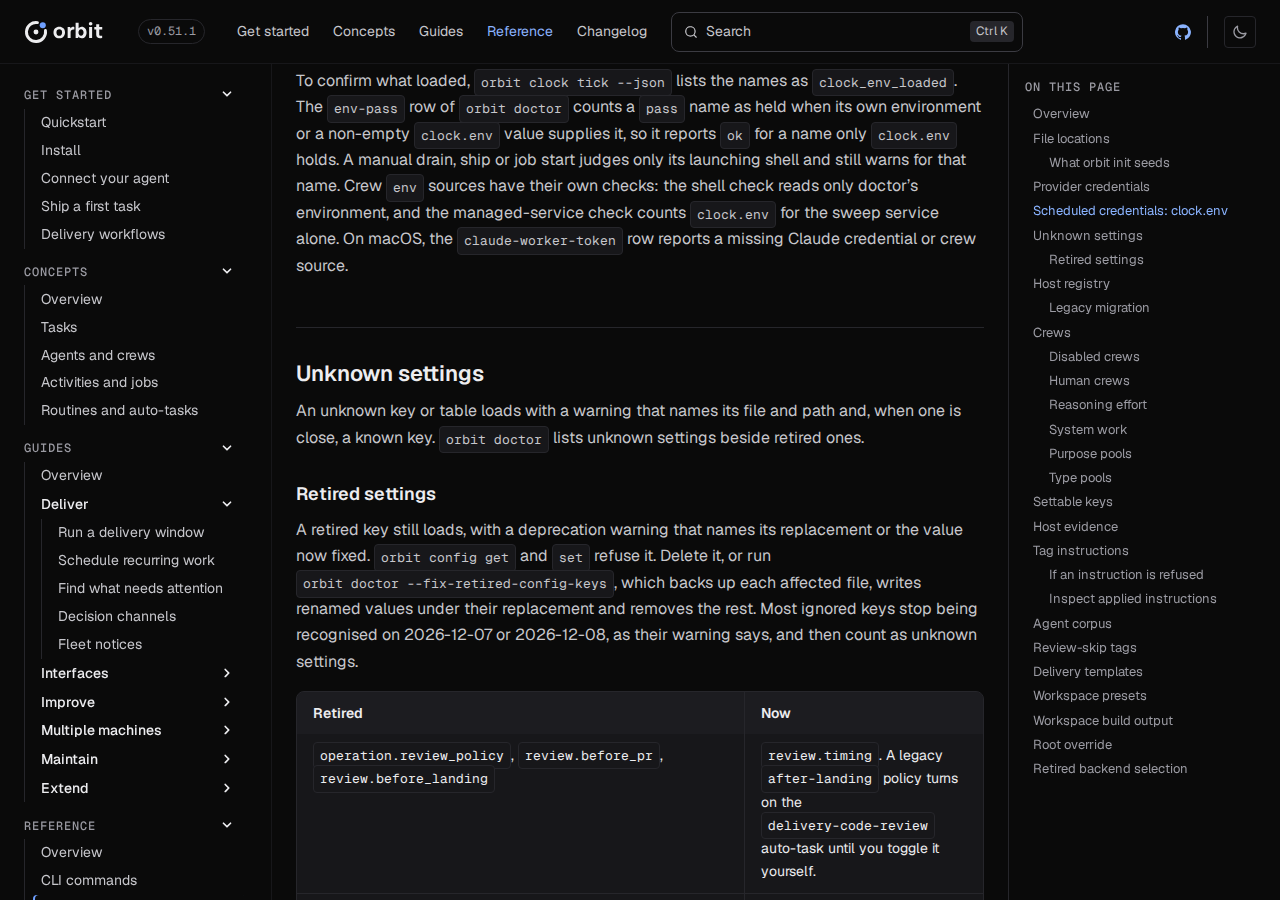 orbit
v0.51.1
Get started
Concepts
Guides
Reference
Changelog
Search
Ctrl K
GET STARTED
Quickstart
Install
Connect your agent
Ship a first task
Delivery workflows
CONCEPTS
Overview
Tasks
Agents and crews
Activities and jobs
Routines and auto-tasks
GUIDES
Overview
Deliver
Run a delivery window
Schedule recurring work
Find what needs attention
Decision channels
Fleet notices
Interfaces
Improve
Multiple machines
Maintain
Extend
REFERENCE
Overview
CLI commands
To confirm what loaded, orbit clock tick --json lists the names as clock_env_loaded.
The env-pass row of orbit doctor counts a pass name as held when its own environment
or a non-empty clock.env value supplies it, so it reports ok for a name only clock.env
holds. A manual drain, ship or job start judges only its launching shell and still warns for that
name. Crew env sources have their own checks: the shell check reads only doctor’s
environment, and the managed-service check counts clock.env for the sweep service
alone. On macOS, the claude-worker-token row reports a missing Claude credential or crew
source.
Unknown settings
An unknown key or table loads with a warning that names its file and path and, when one is
close, a known key. orbit doctor lists unknown settings beside retired ones.
Retired settings
A retired key still loads, with a deprecation warning that names its replacement or the value
now fixed. orbit config get and set refuse it. Delete it, or run
orbit doctor --fix-retired-config-keys, which backs up each affected file, writes
renamed values under their replacement and removes the rest. Most ignored keys stop being
recognised on 2026-12-07 or 2026-12-08, as their warning says, and then count as unknown
settings.
Retired
Now
operation.review_policy, review.before_pr,
review.before_landing
review.timing. A legacy
after-landing policy turns
on the
delivery-code-review
auto-task until you toggle it
yourself.
ON THIS PAGE
Overview
File locations
What orbit init seeds
Provider credentials
Scheduled credentials: clock.env
Unknown settings
Retired settings
Host registry
Legacy migration
Crews
Disabled crews
Human crews
Reasoning effort
System work
Purpose pools
Type pools
Settable keys
Host evidence
Tag instructions
If an instruction is refused
Inspect applied instructions
Agent corpus
Review-skip tags
Delivery templates
Workspace presets
Workspace build output
Root override
Retired backend selection